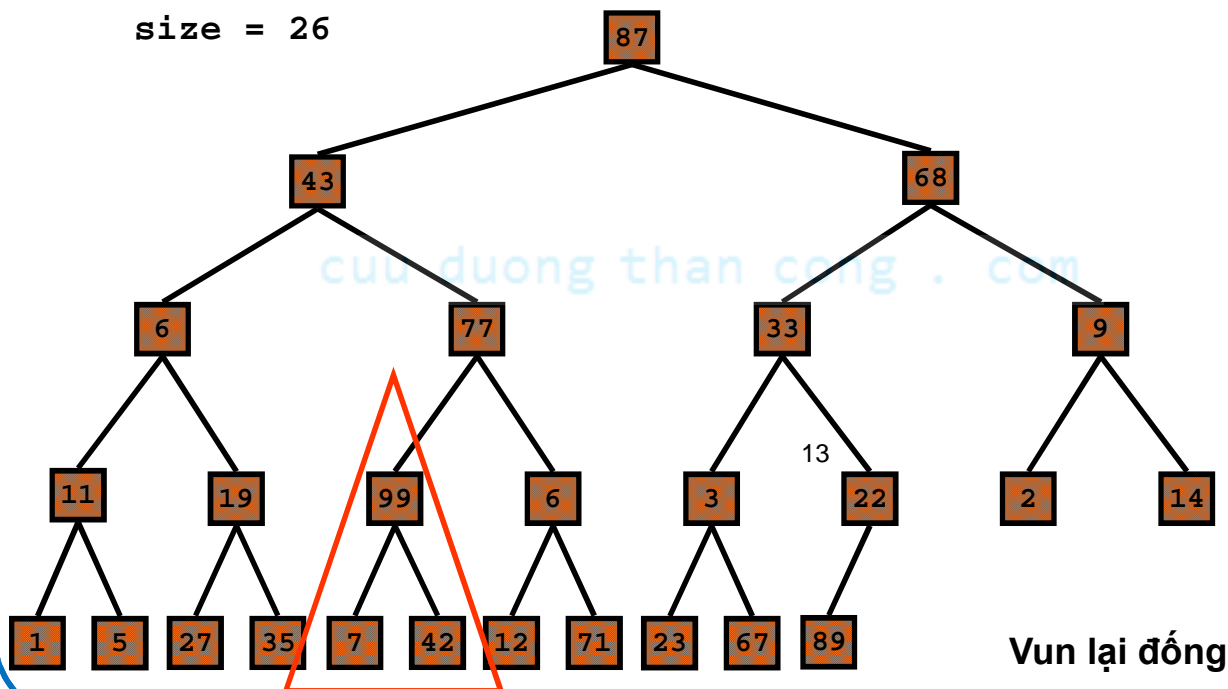 size = 26
87
43 68
cuu duong than cong . com
6 77 33 9
13
11 19 99 6 3 22 2 14
1 5 27 35 7 42 12 71 23 67 89
Vun lại đống